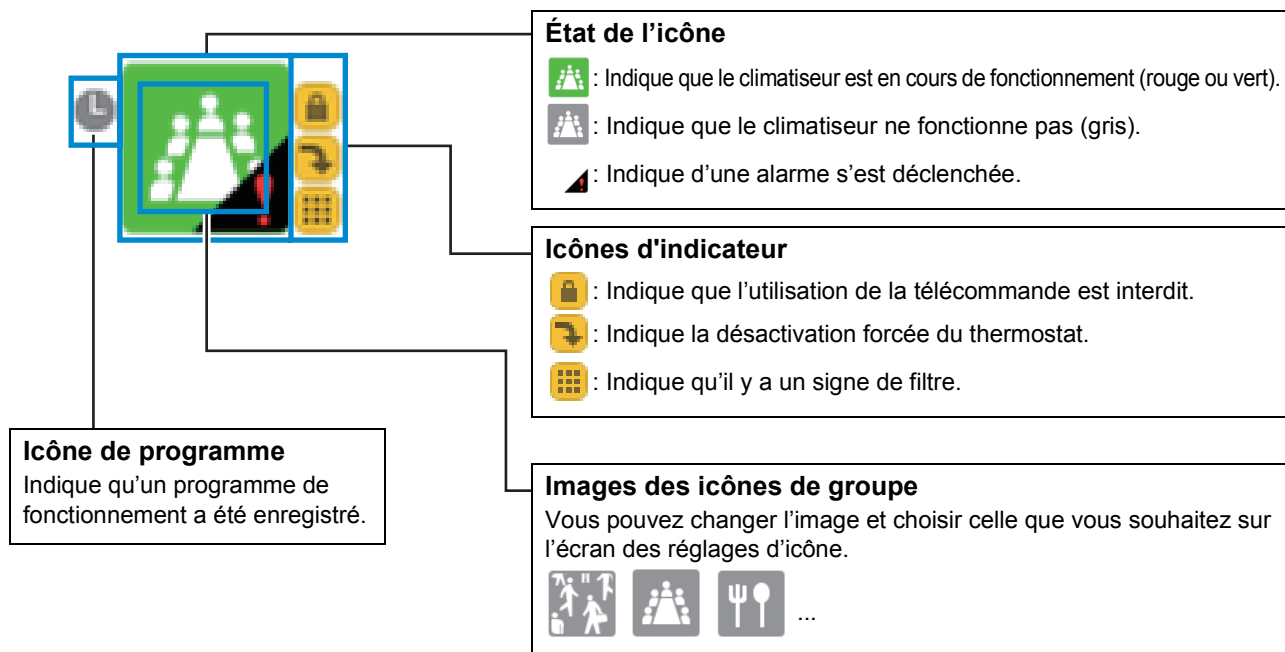 État de l’icône
: Indique que le climatiseur est en cours de fonctionnement (rouge ou vert).
: Indique que le climatiseur ne fonctionne pas (gris).
: Indique d’une alarme s’est déclenchée.
Icônes d'indicateur
: Indique que l’utilisation de la télécommande est interdit.
: Indique la désactivation forcée du thermostat.
: Indique qu’il y a un signe de filtre.
Icône de programme
Indique qu’un programme de
fonctionnement a été enregistré.
Images des icônes de groupe
Vous pouvez changer l’image et choisir celle que vous souhaitez sur
l’écran des réglages d’icône.
...